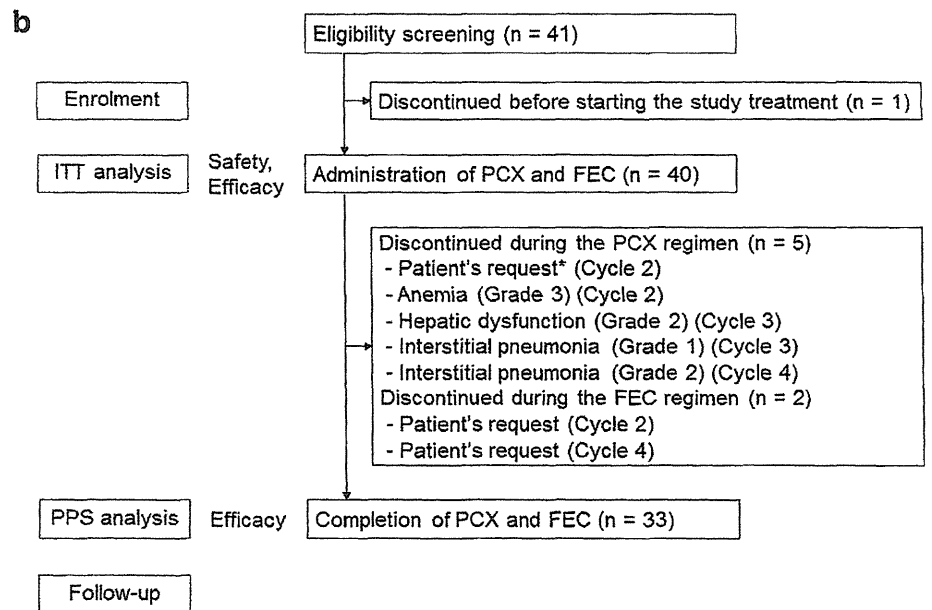 b
Eligibility screening (n = 41)
Enrolment
Discontinued before starting the study treatment (n = 1)
ITT analysis
Safety,
Efficacy
Administration of PCX and FEC (n = 40)
Discontinued during the PCX regimen (n = 5)
- Patient's request* (Cycle 2)
- Anemia (Grade 3) (Cycle 2)
- Hepatic dysfunction (Grade 2) (Cycle 3)
- Interstitial pneumonia (Grade 1) (Cycle 3)
- Interstitial pneumonia (Grade 2) (Cycle 4)
Discontinued during the FEC regimen (n = 2)
- Patient's request (Cycle 2)
- Patient's request (Cycle 4)
PPS analysis
Efficacy
Completion of PCX and FEC (n = 33)
Follow-up